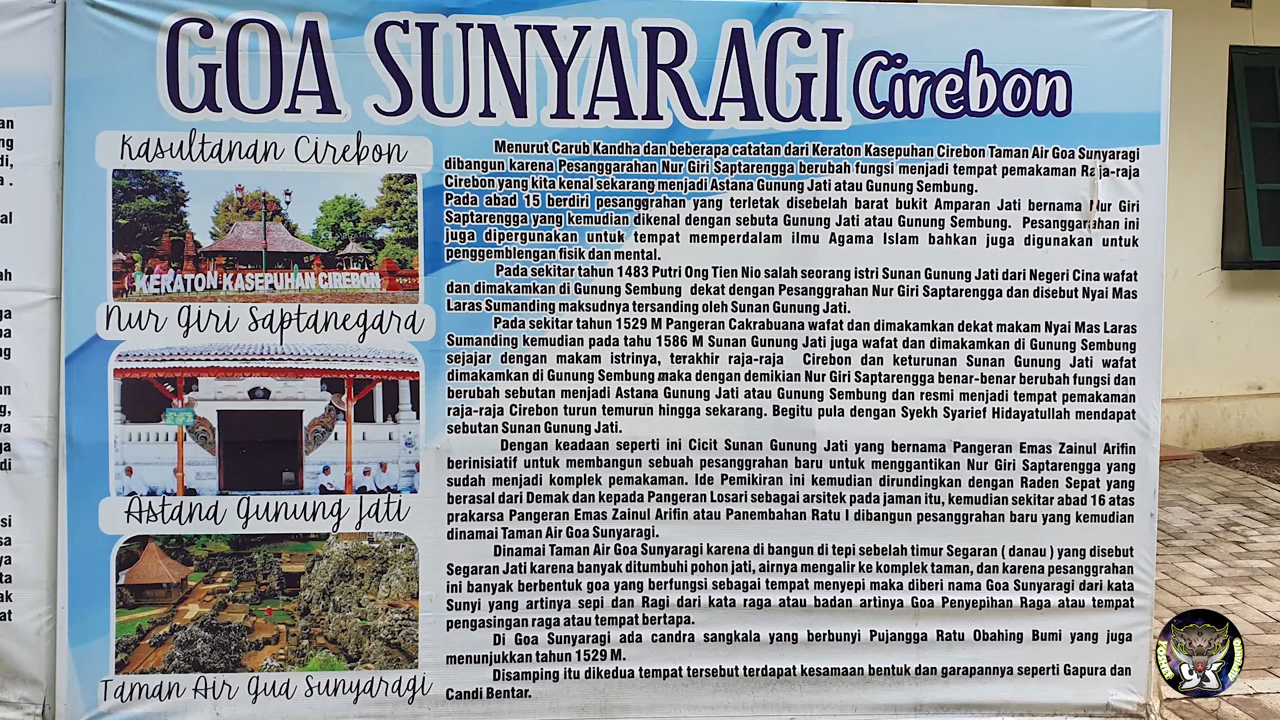 GOA SUNYARAGI Cirebon
Kasultanan Cirebon
KERATON KASEPUHAN CIREBON
Nur Giri Saptanegara
Astana Gunung Jati
Taman Air Gua Sunyaragi
Menurut Carub Kandha dan beberapa catatan dari Keraton Kasepuhan Cirebon Taman Air Goa Sunyaragi
dibangun karena Pesanggarahan Nur Giri Saptarengga berubah fungsi menjadi tempat pemakaman Raja-raja
Cirebon yang kita kenal sekarang menjadi Astana Gunung Jati atau Gunung Sembung.
Pada abad 15 berdiri pesanggrahan yang terletak disebelah barat bukit Amparan Jati bernama Nur Giri
Saptarengga yang kemudian dikenal dengan sebuta Gunung Jati atau Gunung Sembung. Pesanggrahan ini
juga dipergunakan untuk tempat memperdalam ilmu Agama Islam bahkan juga digunakan untuk
penggemblengan fisik dan mental.
Pada sekitar tahun 1483 Putri Ong Tien Nio salah seorang istri Sunan Gunung Jati dari Negeri Cina wafat
dan dimakamkan di Gunung Sembung dekat dengan Pesanggrahan Nur Giri Saptarengga dan disebut Nyai Mas
Laras Sumanding maksudnya tersanding oleh Sunan Gunung Jati.
Pada sekitar tahun 1529 M Pangeran Cakrabuana wafat dan dimakamkan dekat makam Nyai Mas Laras
Sumanding kemudian pada tahu 1586 M Sunan Gunung Jati juga wafat dan dimakamkan di Gunung Sembung
sejajar dengan makam istrinya, terakhir raja-raja Cirebon dan keturunan Sunan Gunung Jati wafat
dimakamkan di Gunung Sembung maka dengan demikian Nur Giri Saptarengga benar-benar berubah fungsi dan
berubah sebutan menjadi Astana Gunung Jati atau Gunung Sembung dan resmi menjadi tempat pemakaman
raja-raja Cirebon turun temurun hingga sekarang. Begitu pula dengan Syekh Syarief Hidayatullah mendapat
sebutan Sunan Gunung Jati.
Dengan keadaan seperti ini Cicit Sunan Gunung Jati yang bernama Pangeran Emas Zainul Arifin
berinisiatif untuk membangun sebuah pesanggrahan baru untuk menggantikan Nur Giri Saptarengga yang
sudah menjadi komplek pemakaman. Ide Pemikiran ini kemudian dirundingkan dengan Raden Sepat yang
berasal dari Demak dan kepada Pangeran Losari sebagai arsitek pada jaman itu, kemudian sekitar abad 16 atas
prakarsa Pangeran Emas Zainul Arifin atau Panembahan Ratu I dibangun pesanggrahan baru yang kemudian
dinamai Taman Air Goa Sunyaragi.
Dinamai Taman Air Goa Sunyaragi karena di bangun di tepi sebelah timur Segaran ( danau ) yang disebut
Segaran Jati karena banyak ditumbuhi pohon jati, airnya mengalir ke komplek taman, dan karena pesanggrahan
ini banyak berbentuk goa yang berfungsi sebagai tempat menyepi maka diberi nama Goa Sunyaragi dari kata
Sunyi yang artinya sepi dan Ragi dari kata raga atau badan artinya Goa Penyepihan Raga atau tempat
pengasingan raga atau tempat bertapa.
Di Goa Sunyaragi ada candra sangkala yang berbunyi Pujangga Ratu Obahing Bumi yang juga
menunjukkan tahun 1529 M.
Disamping itu dikedua tempat tersebut terdapat kesamaan bentuk dan garapannya seperti Gapura dan
Candi Bentar.